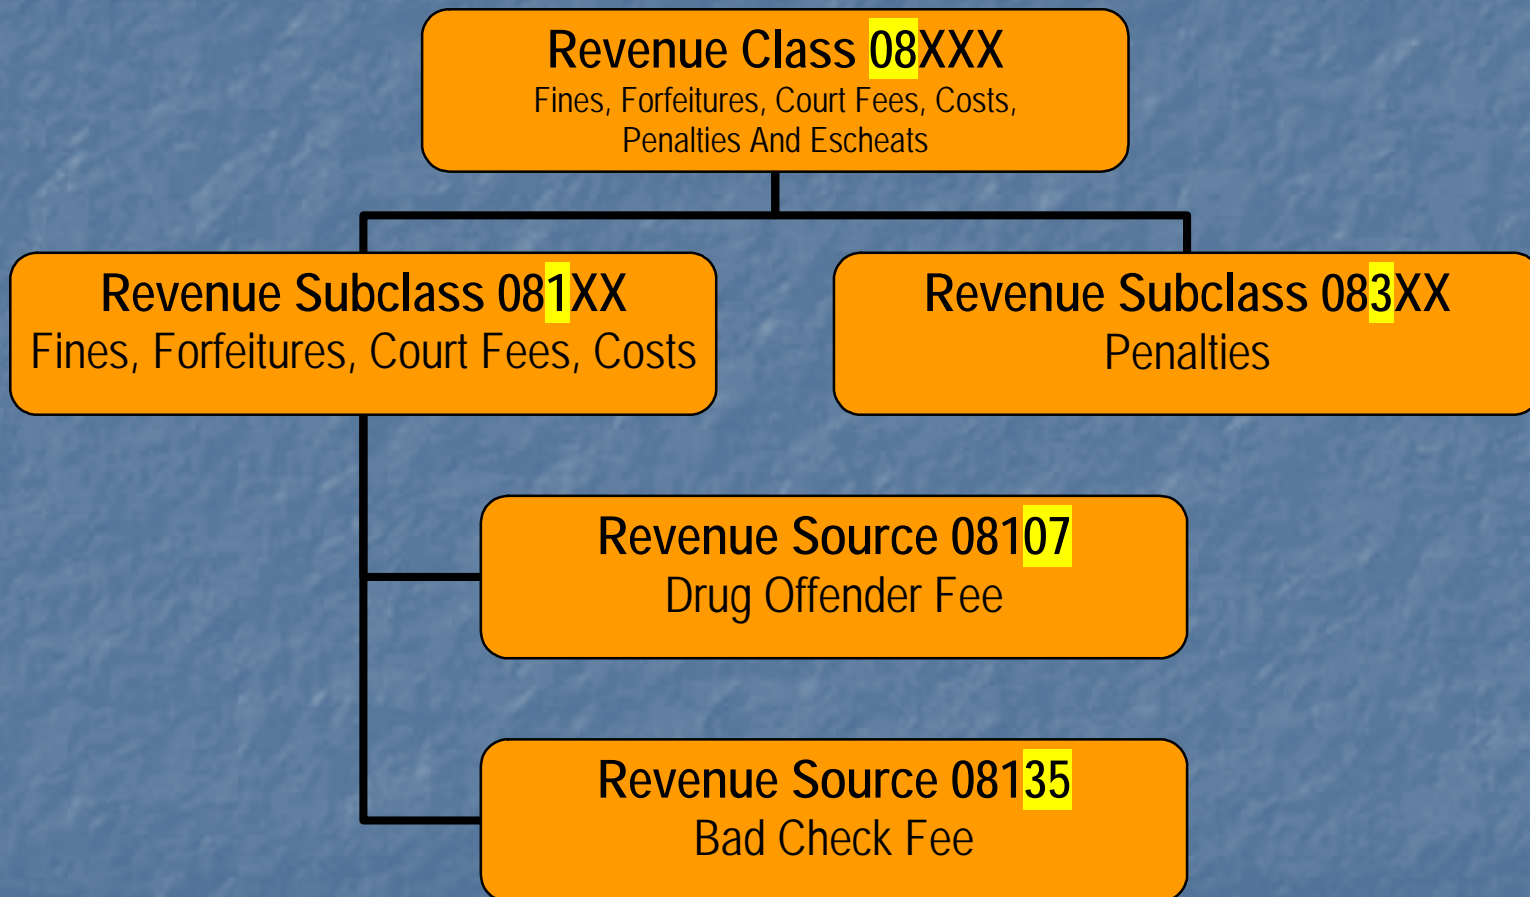 Revenue Class 08XXX
Fines, Forfeitures, Court Fees, Costs,
Penalties And Escheats
Revenue Subclass 081XX
Fines, Forfeitures, Court Fees, Costs
Revenue Subclass 083XX
Penalties
Revenue Source 08107
Drug Offender Fee
Revenue Source 08135
Bad Check Fee